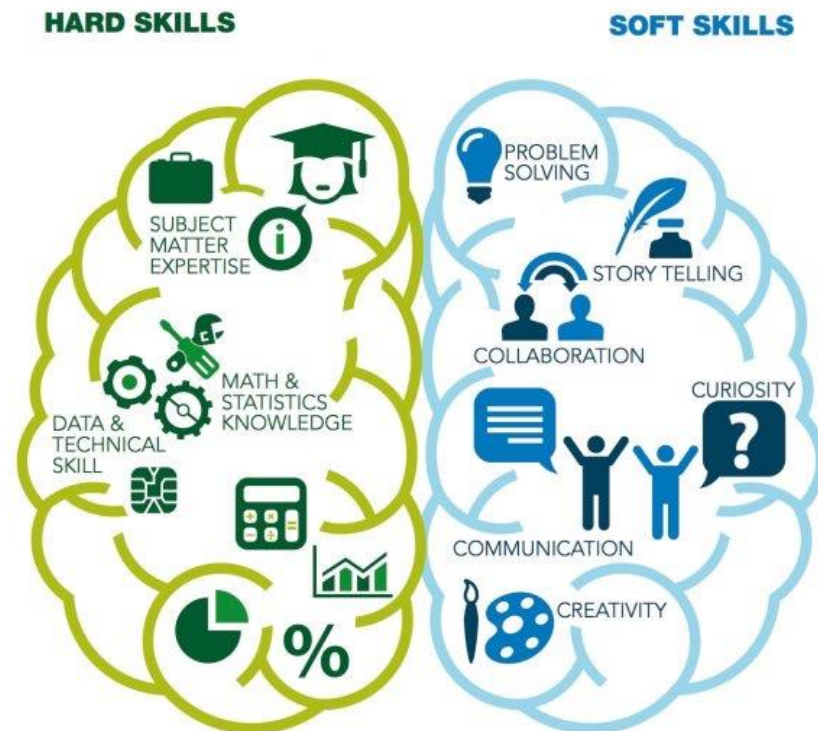 HARD SKILLS
SUBJECT
MATTER
EXPERTISE
i
MATH &
STATISTICS
KNOWLEDGE
DATA &
TECHNICAL
SKILL
%
SOFT SKILLS
PROBLEM
SOLVING
STORY TELLING
COLLABORATION
CURIOSITY
?
COMMUNICATION
CREATIVITY